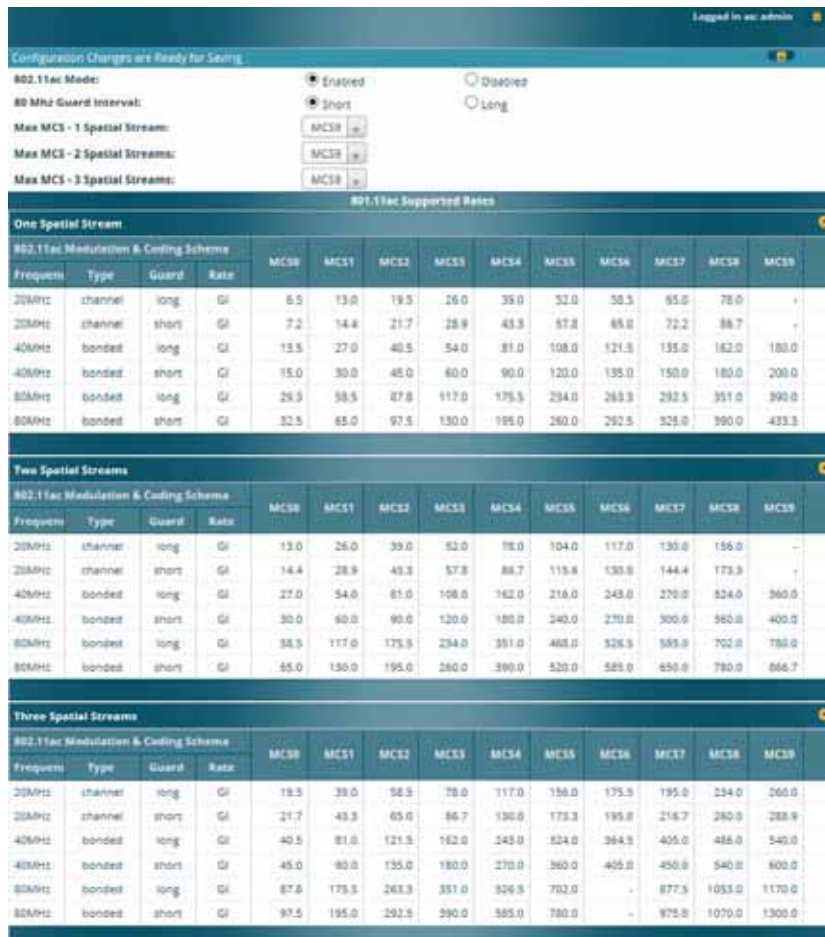 Logged in as: admin
Configuration Changes are Ready for Saving
802.11ac Mode: Enabled Disabled
80 Mhz Guard Interval: Short Long
Max MCS - 1 Spatial Stream: MCS9
Max MCS - 2 Spatial Streams: MCS9
Max MCS - 3 Spatial Streams: MCS9
801.11ac Supported Rates
One Spatial Stream
802.11ac Modulation & Coding Scheme MCS0 MCS1 MCS2 MCS3 MCS4 MCS5 MCS6 MCS7 MCS8 MCS9
Frequen Type Guard Rate
20MHz channel long GI 6.5 13.0 19.5 26.0 39.0 52.0 58.5 65.0 78.0 -
20MHz channel short GI 7.2 14.4 21.7 28.9 43.3 57.8 65.0 72.2 86.7 -
40MHz bonded long GI 13.5 27.0 40.5 54.0 81.0 108.0 121.5 135.0 162.0 180.0
40MHz bonded short GI 15.0 30.0 45.0 60.0 90.0 120.0 135.0 150.0 180.0 200.0
80MHz bonded long GI 29.3 58.5 87.8 117.0 175.5 234.0 263.3 292.5 351.0 390.0
80MHz bonded short GI 32.5 65.0 97.5 130.0 195.0 260.0 292.5 325.0 390.0 433.3
Two Spatial Streams
802.11ac Modulation & Coding Scheme MCS0 MCS1 MCS2 MCS3 MCS4 MCS5 MCS6 MCS7 MCS8 MCS9
Frequen Type Guard Rate
20MHz channel long GI 13.0 26.0 39.0 52.0 78.0 104.0 117.0 130.0 156.0 -
20MHz channel short GI 14.4 28.9 43.3 57.8 86.7 115.6 130.0 144.4 173.3 -
40MHz bonded long GI 27.0 54.0 81.0 108.0 162.0 216.0 243.0 270.0 324.0 360.0
40MHz bonded short GI 30.0 60.0 90.0 120.0 180.0 240.0 270.0 300.0 360.0 400.0
80MHz bonded long GI 58.5 117.0 175.5 234.0 351.0 468.0 526.5 585.0 702.0 780.0
80MHz bonded short GI 65.0 130.0 195.0 260.0 390.0 520.0 585.0 650.0 780.0 866.7
Three Spatial Streams
802.11ac Modulation & Coding Scheme MCS0 MCS1 MCS2 MCS3 MCS4 MCS5 MCS6 MCS7 MCS8 MCS9
Frequen Type Guard Rate
20MHz channel long GI 19.5 39.0 58.5 78.0 117.0 156.0 175.5 195.0 234.0 260.0
20MHz channel short GI 21.7 43.3 65.0 86.7 130.0 173.3 195.0 216.7 260.0 288.9
40MHz bonded long GI 40.5 81.0 121.5 162.0 243.0 324.0 364.5 405.0 486.0 540.0
40MHz bonded short GI 45.0 90.0 135.0 180.0 270.0 360.0 405.0 450.0 540.0 600.0
80MHz bonded long GI 87.8 175.5 263.3 351.0 526.5 702.0 - 877.5 1053.0 1170.0
80MHz bonded short GI 97.5 195.0 292.5 390.0 585.0 780.0 - 975.0 1070.0 1300.0